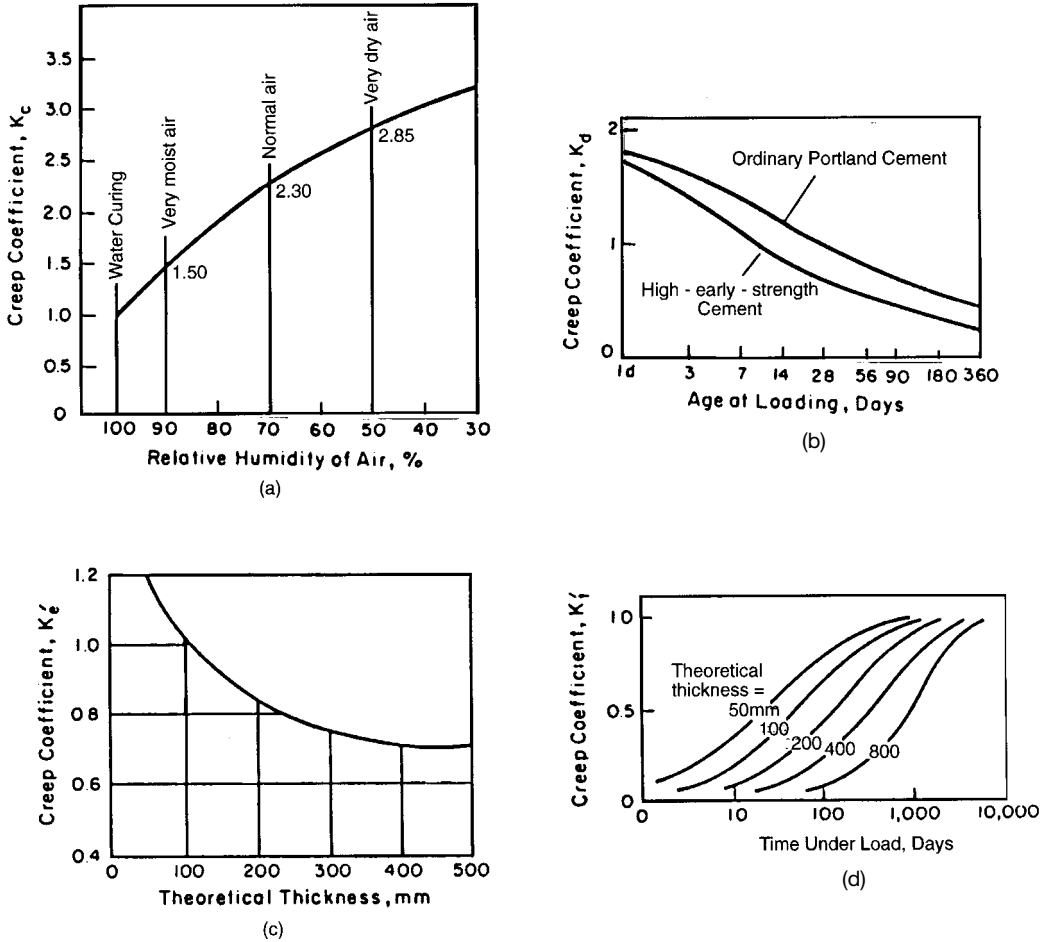 Creep Coefficient, Kc
3.5
3.0
2.5
2.0
1.5
1.0
0.5
0
Water Curing
Very moist air
Normal air
Very dry air
1.50
2.30
2.85
100 90 80 70 60 50 40 30
Relative Humidity of Air, %
(a)
Creep Coefficient, Kd
2
1
0
Ordinary Portland Cement
High - early - strength
Cement
1d 3 7 14 28 56 90 180 360
Age at Loading, Days
(b)
Creep Coefficient, K'e
1.2
1.0
0.8
0.6
0.4
0 100 200 300 400 500
Theoretical Thickness, mm
(c)
Creep Coefficient, K'f
1.0
0.5
0
Theoretical
thickness =
50mm
100
200
400
800
0 10 100 1,000 10,000
Time Under Load, Days
(d)